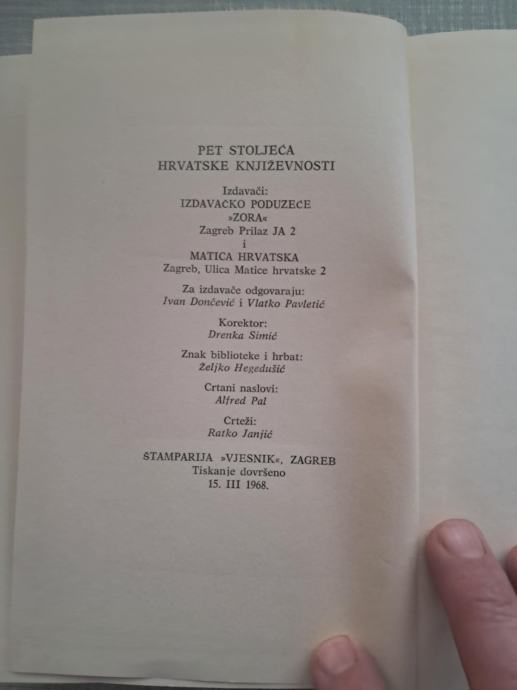 PET STOLJEĆA
HRVATSKE KNJIŽEVNOSTI
Izdavači:
IZDAVAČKO PODUZEĆE
»ZORA«
Zagreb Prilaz JA 2
i
MATICA HRVATSKA
Zagreb, Ulica Matice hrvatske 2
Za izdavače odgovaraju:
Ivan Dončević i Vlatko Pavletić
Korektor:
Drenka Simić
Znak biblioteke i hrbat:
Željko Hegedušić
Crtani naslovi:
Alfred Pal
Crteži:
Ratko Janjić
ŠTAMPARIJA »VJESNIK«, ZAGREB
Tiskanje dovršeno
15. III 1968.